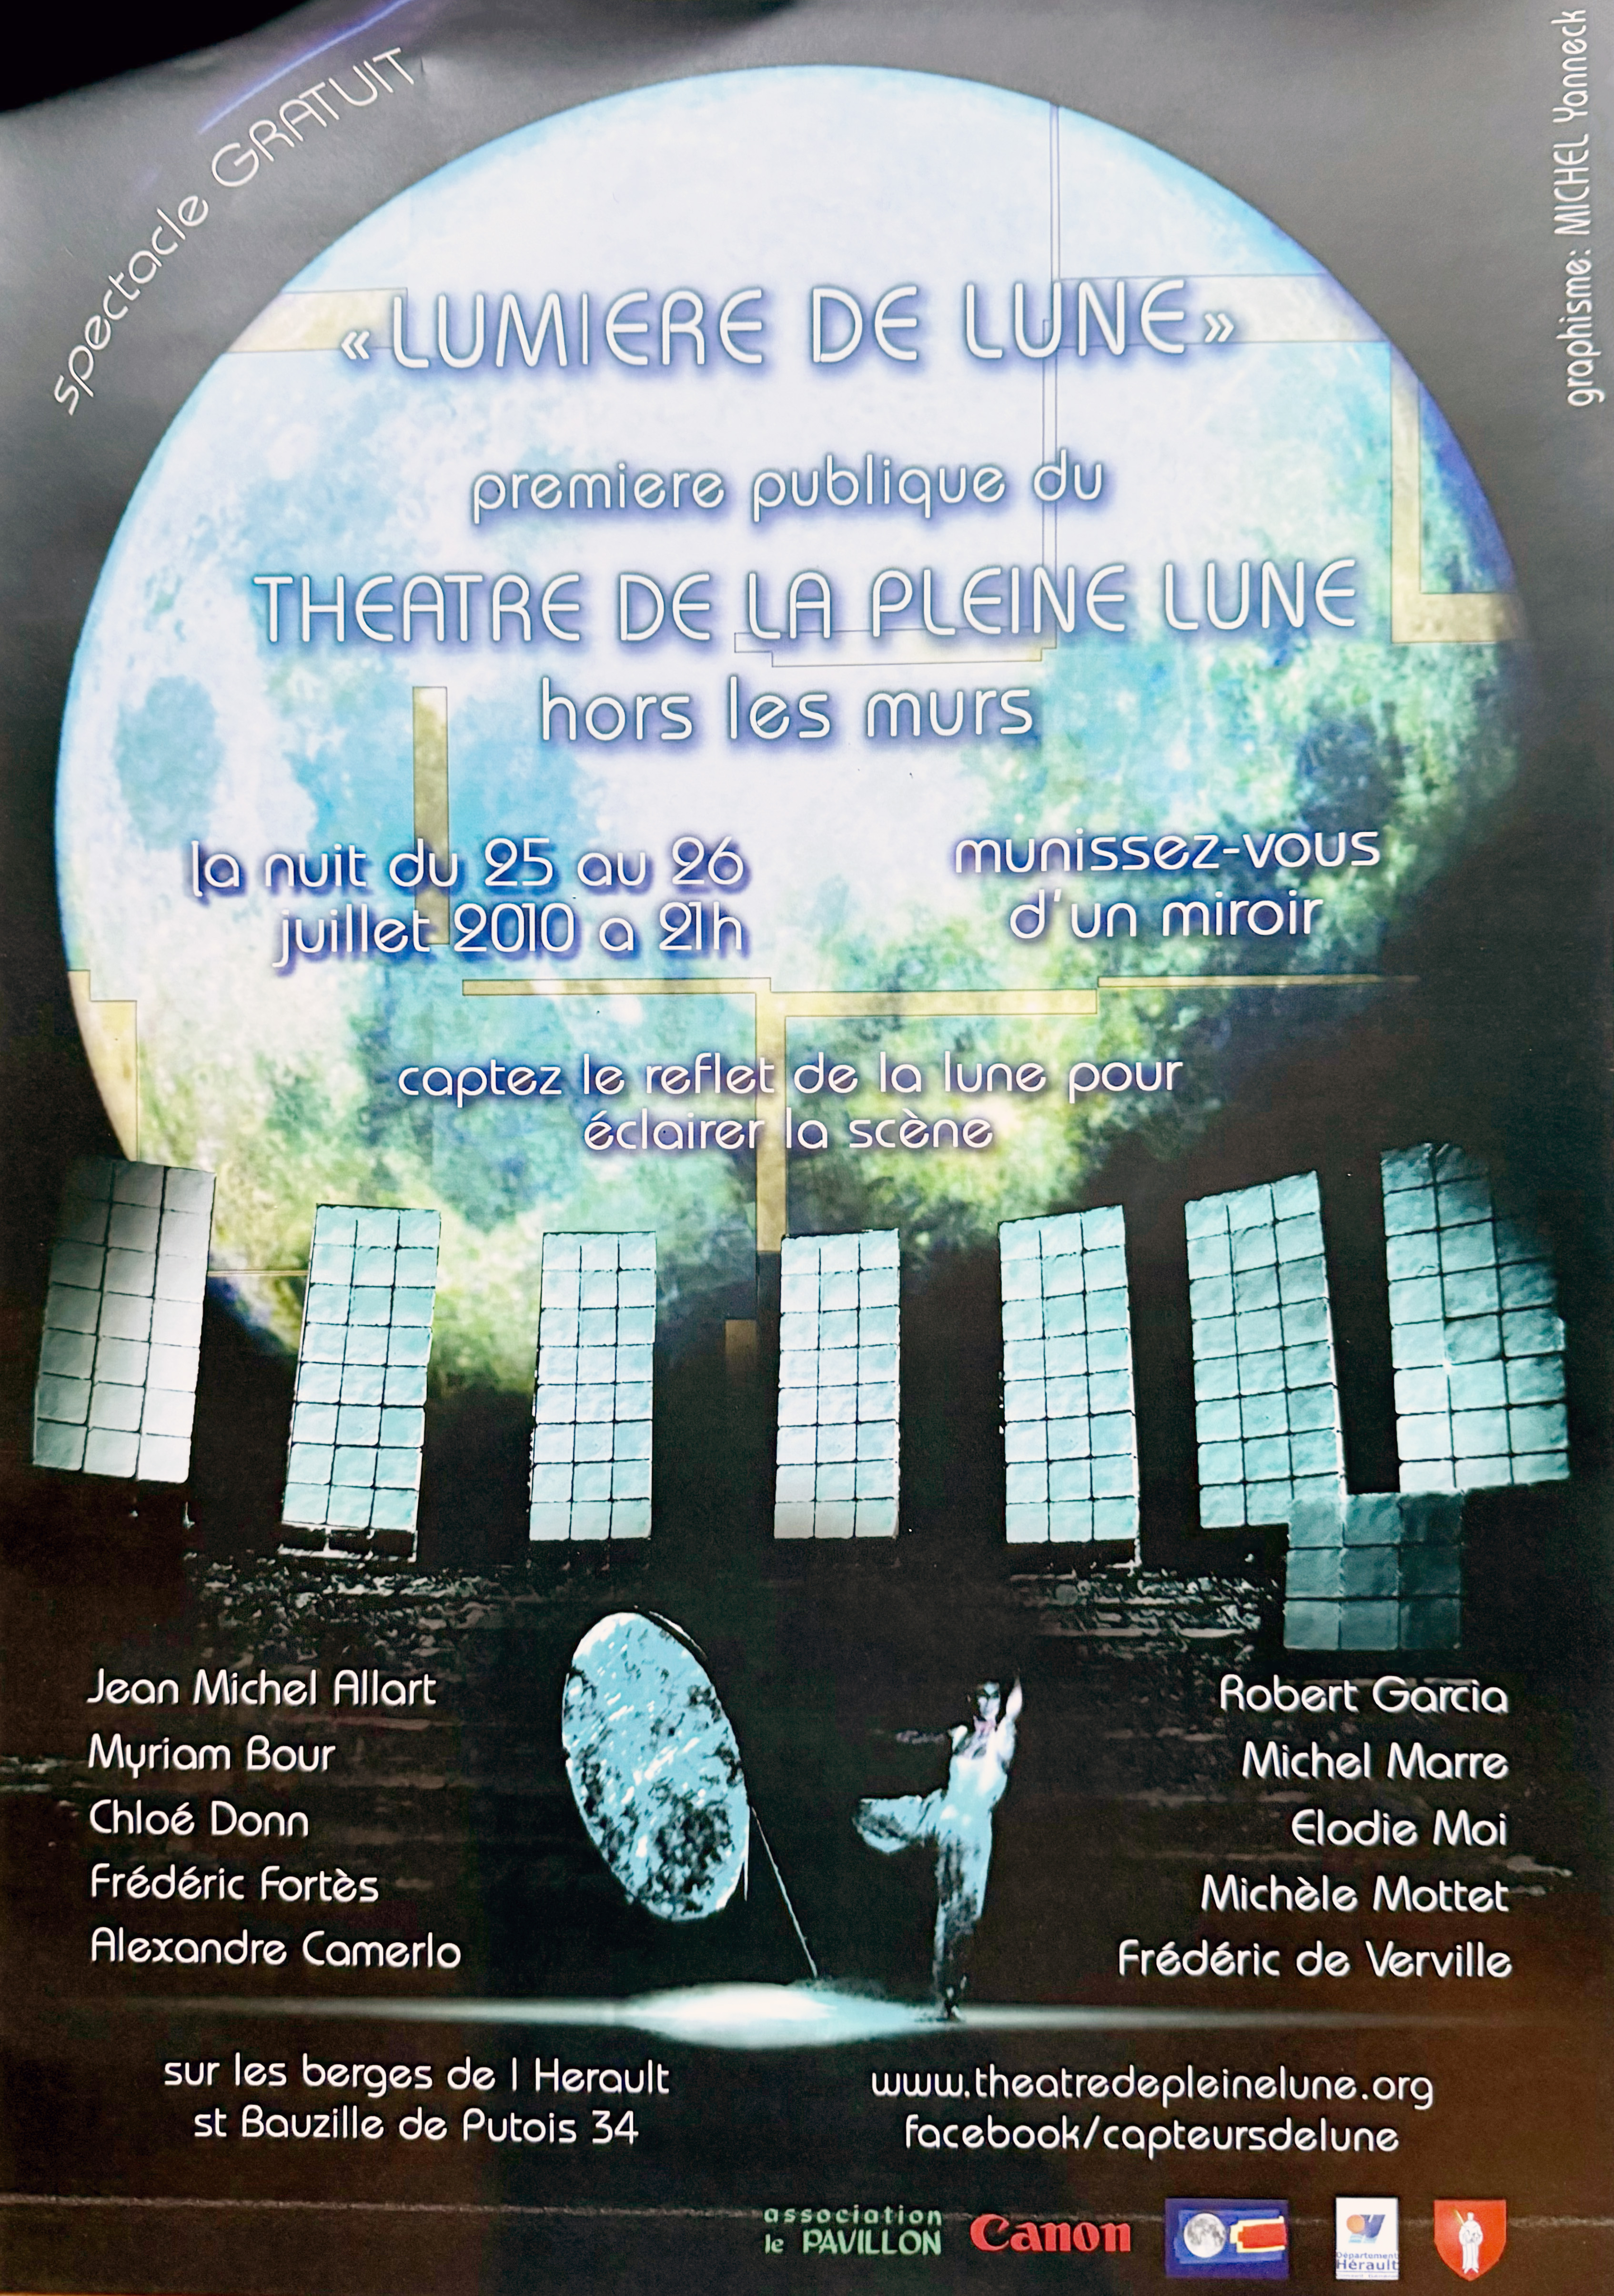 spectacle GRATUIT
graphisme: MICHEL Yanneck
«LUMIERE DE LUNE»
premiere publique du
THEATRE DE LA PLEINE LUNE
hors les murs
la nuit du 25 au 26
juillet 2010 a 21h
munissez-vous
d'un miroir
captez le reflet de la lune pour
éclairer la scène
Jean Michel Allart
Myriam Bour
Chloé Donn
Frédéric Fortès
Alexandre Camerlo
Robert Garcia
Michel Marre
Elodie Moi
Michèle Mottet
Frédéric de Verville
sur les berges de l Herault
st Bauzille de Putois 34
www.theatredepleinelune.org
facebook/capteursdelune
association
le PAVILLON
Canon
Département
Hérault